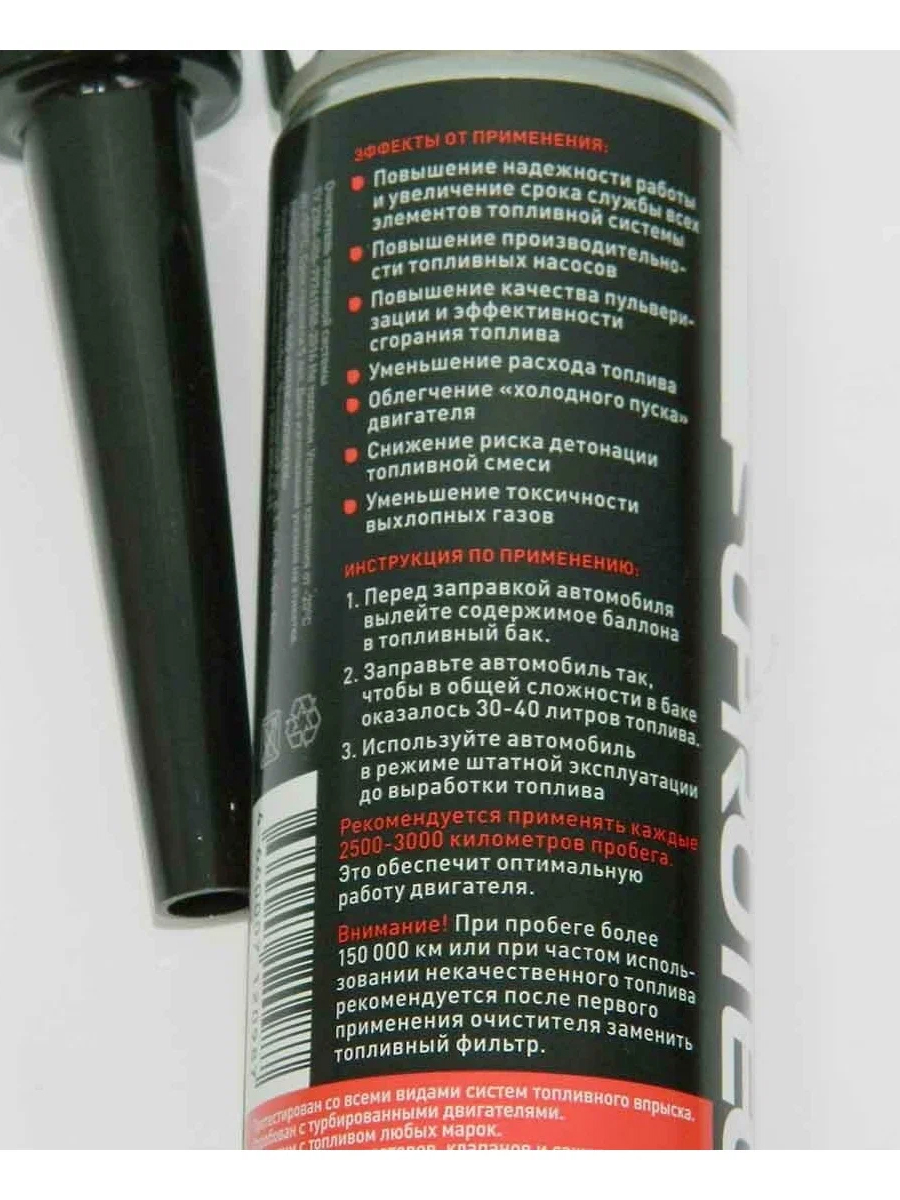 ЭФФЕКТЫ ОТ ПРИМЕНЕНИЯ:
Повышение надежности работы
и увеличение срока службы всех
элементов топливной системы
Повышение производительно-
сти топливных насосов
Повышение качества пульвери-
зации и эффективности
сгорания топлива
Уменьшение расхода топлива
Облегчение «холодного пуска»
двигателя
Снижение риска детонации
топливной смеси
Уменьшение токсичности
выхлопных газов
ИНСТРУКЦИЯ ПО ПРИМЕНЕНИЮ:
1. Перед заправкой автомобиля
вылейте содержимое баллона
в топливный бак.
2. Заправьте автомобиль так,
чтобы в общей сложности в баке
оказалось 30-40 литров топлива.
3. Используйте автомобиль
в режиме штатной эксплуатации
до выработки топлива
Рекомендуется применять каждые
2500-3000 километров пробега.
Это обеспечит оптимальную
работу двигателя.
Внимание! При пробеге более
150 000 км или при частом исполь-
зовании некачественного топлива
рекомендуется после первого
применения очистителя заменить
топливный фильтр.
со всеми видами систем топливного впрыска.
с турбированными двигателями.
с топливом любых марок.
клапанов и